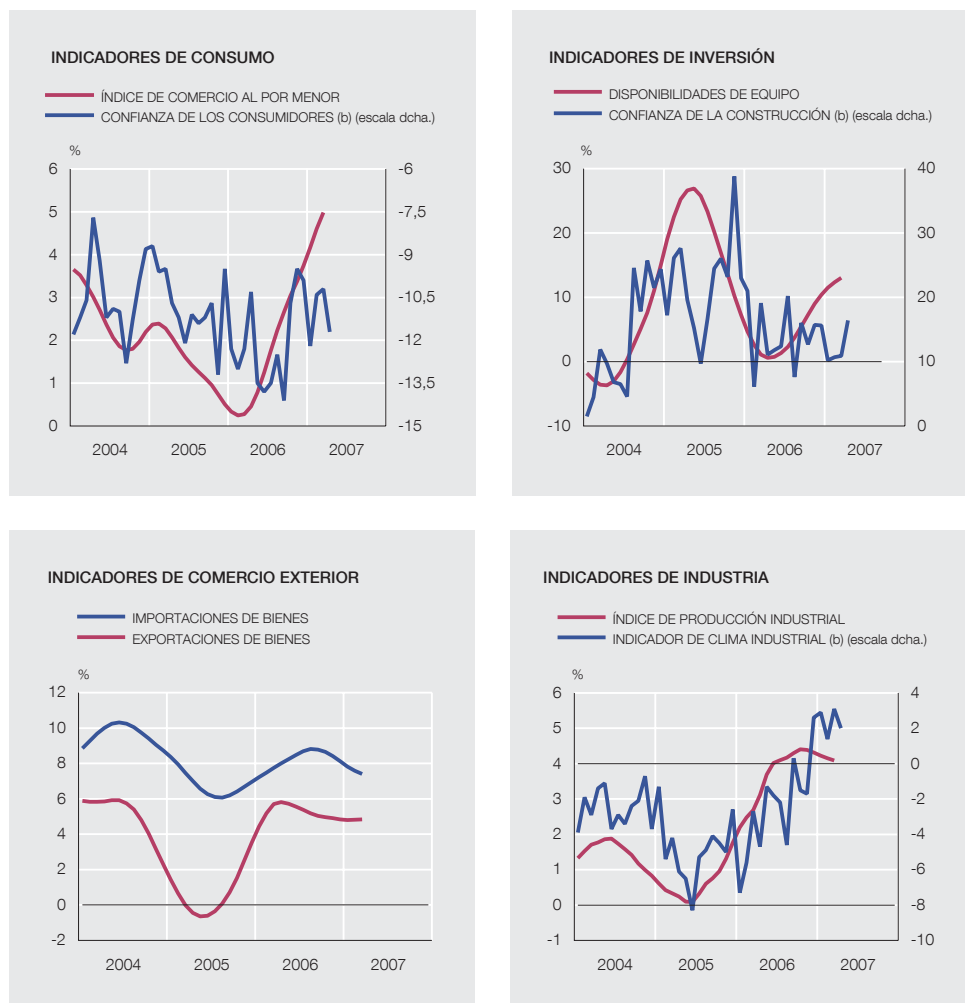 INDICADORES DE CONSUMO
ÍNDICE DE COMERCIO AL POR MENOR
CONFIANZA DE LOS CONSUMIDORES (b) (escala dcha.)
%
6 -6
5 -7,5
4 -9
3 -10,5
2 -12
1 -13,5
0 -15
2004 2005 2006 2007
INDICADORES DE INVERSIÓN
DISPONIBILIDADES DE EQUIPO
CONFIANZA DE LA CONSTRUCCIÓN (b) (escala dcha.)
%
30 40
20 30
10 20
0 10
-10 0
2004 2005 2006 2007
INDICADORES DE COMERCIO EXTERIOR
IMPORTACIONES DE BIENES
EXPORTACIONES DE BIENES
%
12
10
8
6
4
2
0
-2
2004 2005 2006 2007
INDICADORES DE INDUSTRIA
ÍNDICE DE PRODUCCIÓN INDUSTRIAL
INDICADOR DE CLIMA INDUSTRIAL (b) (escala dcha.)
%
6 4
5 2
4 0
3 -2
2 -4
1 -6
0 -8
-1 -10
2004 2005 2006 2007